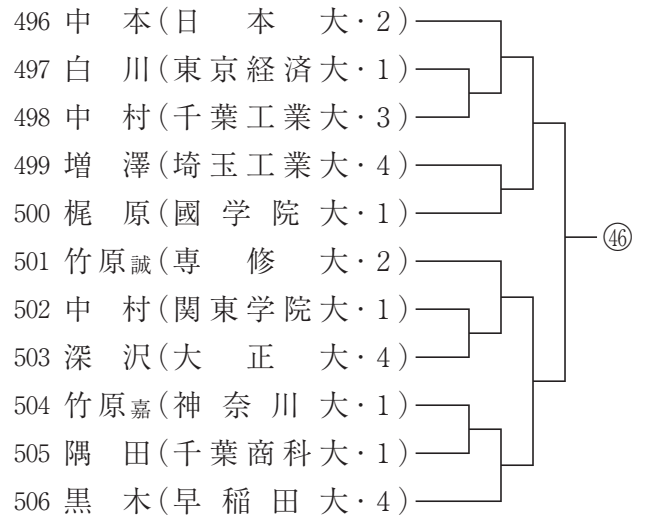 496 中 本(日 本 大・2)
497 白 川(東京経済大・1)
498 中 村(千葉工業大・3)
499 増 澤(埼玉工業大・4)
500 梶 原(國 学 院 大・1)
501 竹原誠(専 修 大・2)
502 中 村(関東学院大・1)
503 深 沢(大 正 大・4)
504 竹原嘉(神 奈 川 大・1)
505 隅 田(千葉商科大・1)
506 黒 木(早 稲 田 大・4)
㊻